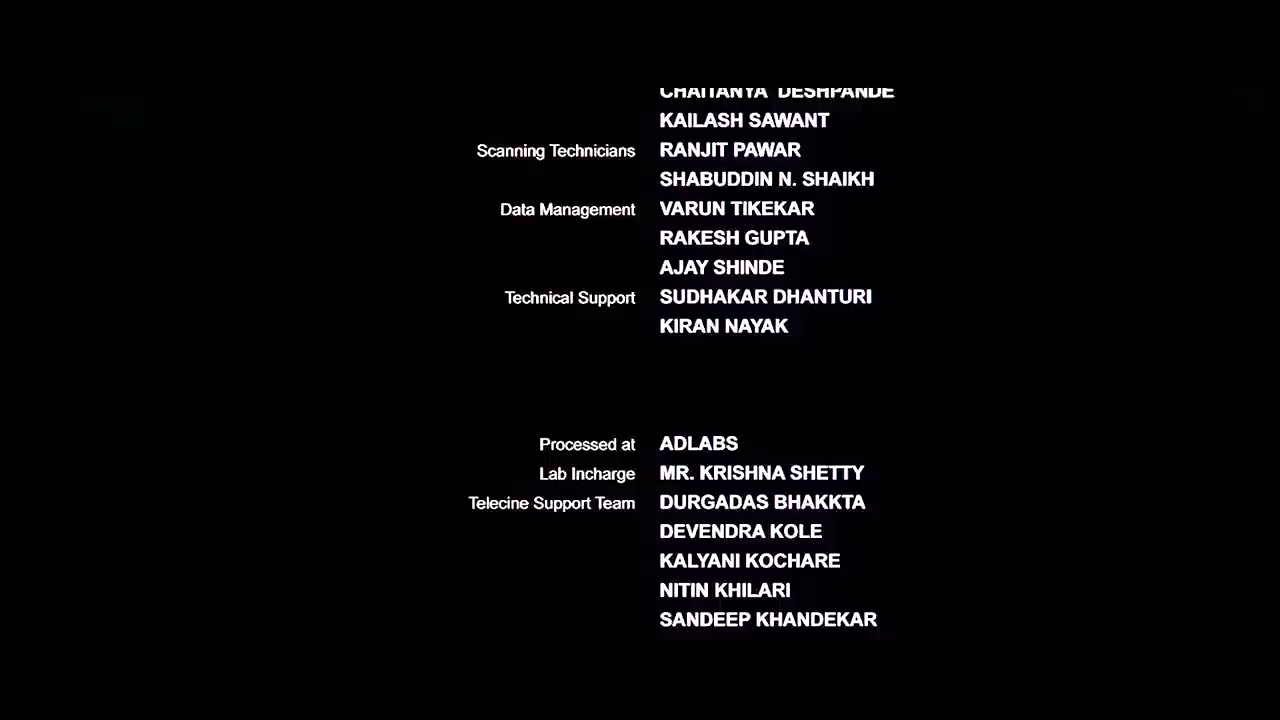 CHAITANYA DESHPANDE
KAILASH SAWANT
Scanning Technicians RANJIT PAWAR
SHABUDDIN N. SHAIKH
Data Management VARUN TIKEKAR
RAKESH GUPTA
AJAY SHINDE
Technical Support SUDHAKAR DHANTURI
KIRAN NAYAK
Processed at ADLABS
Lab Incharge MR. KRISHNA SHETTY
Telecine Support Team DURGADAS BHAKKTA
DEVENDRA KOLE
KALYANI KOCHARE
NITIN KHILARI
SANDEEP KHANDEKAR